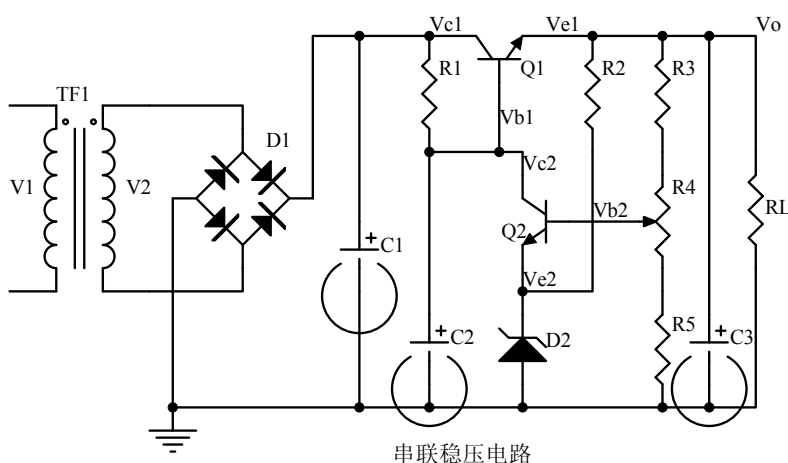 Vc1
Ve1
Vo
R1
Q1
R2
R3
TF1
D1
Vb1
V1
V2
Vc2
R4
Vb2
RL
Q2
+
C1
Ve2
R5
+
C2
D2
+
C3
串联稳压电路